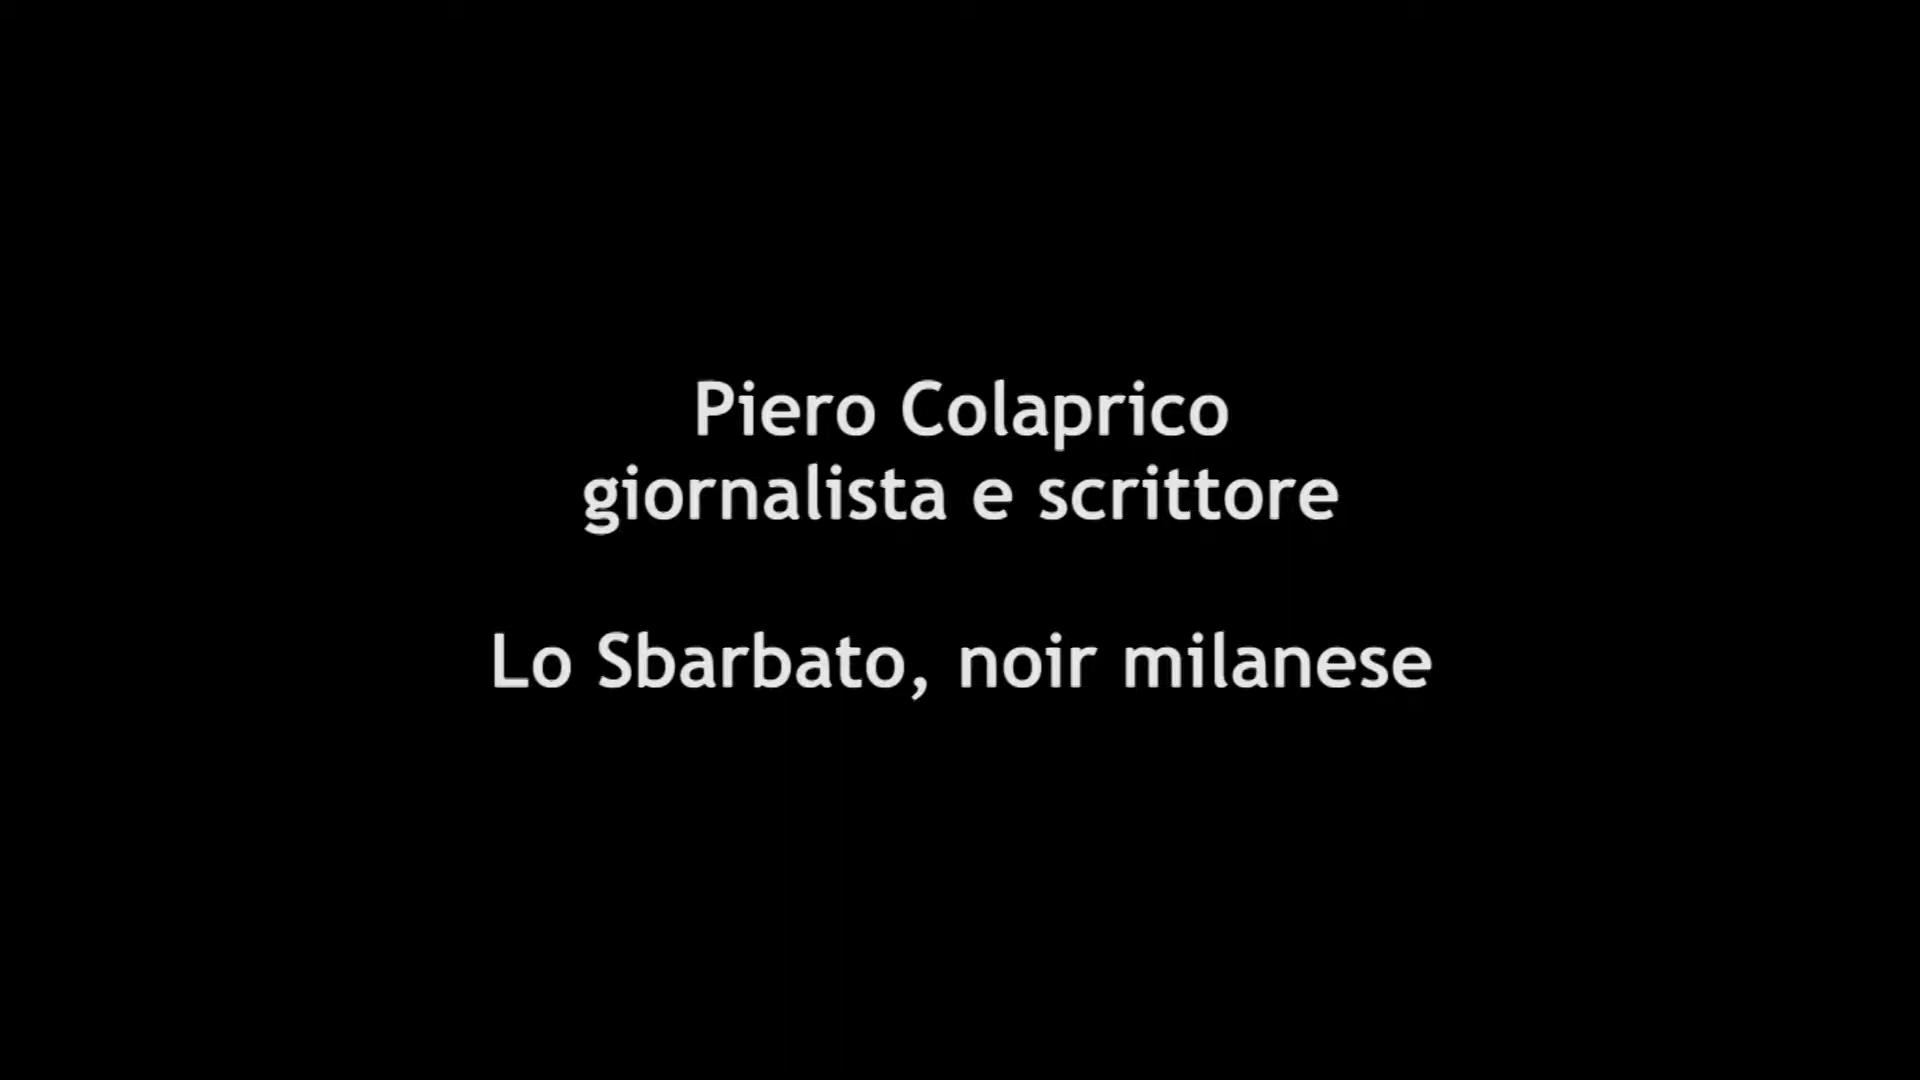 Piero Colaprico
giornalista e scrittore
Lo Sbarbato, noir milanese